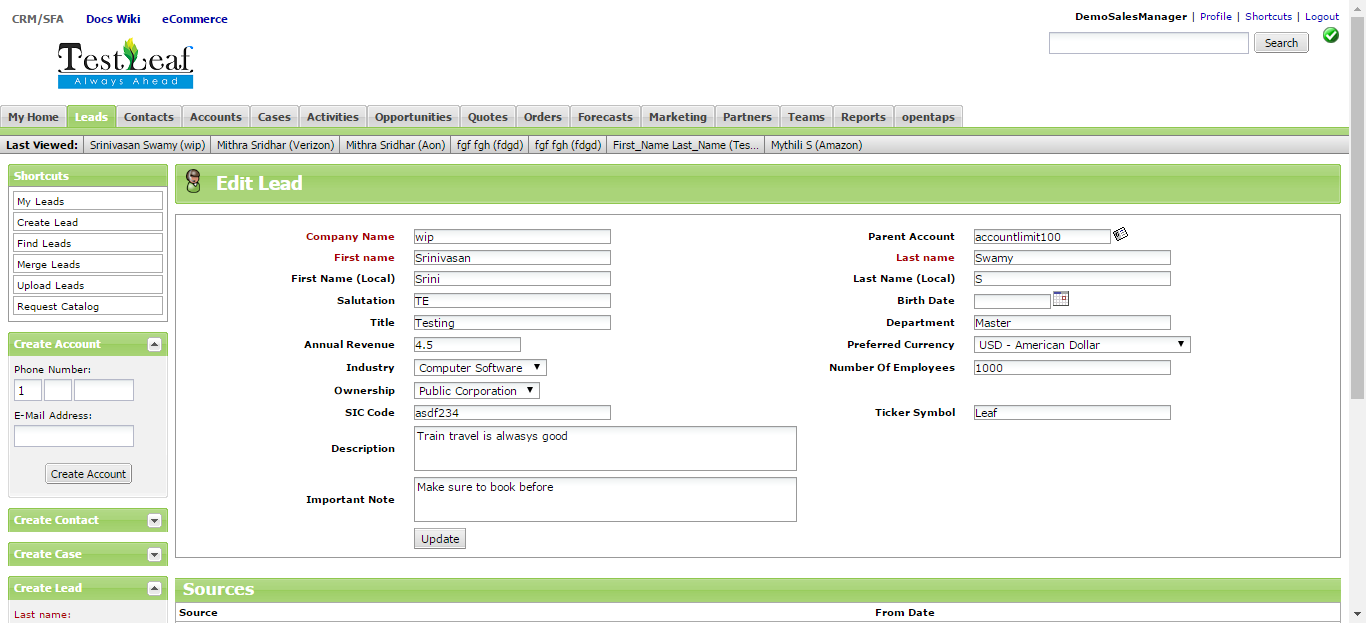 CRM/SFA Docs Wiki eCommerce
DemoSalesManager | Profile | Shortcuts | Logout
Search
TestLeaf
Always Ahead
My Home Leads Contacts Accounts Cases Activities Opportunities Quotes Orders Forecasts Marketing Partners Teams Reports opentaps
Last Viewed: Srinivasan Swamy (wip) Mithra Sridhar (Verizon) Mithra Sridhar (Aon) fgf fgh (fdgd) fgf fgh (fdgd) First_Name Last_Name (Tes... Mythili S (Amazon)
Shortcuts
My Leads
Create Lead
Find Leads
Merge Leads
Upload Leads
Request Catalog
Create Account
Phone Number:
1
E-Mail Address:
Create Account
Create Contact
Create Case
Create Lead
Last name:
Edit Lead
Company Name wip Parent Account accountlimit100
First name Srinivasan Last name Swamy
First Name (Local) Srini Last Name (Local) S
Salutation TE Birth Date
Title Testing Department Master
Annual Revenue 4.5 Preferred Currency USD - American Dollar
Industry Computer Software Number Of Employees 1000
Ownership Public Corporation
SIC Code asdf234 Ticker Symbol Leaf
Description Train travel is alwasys good
Important Note Make sure to book before
Update
Sources
Source From Date